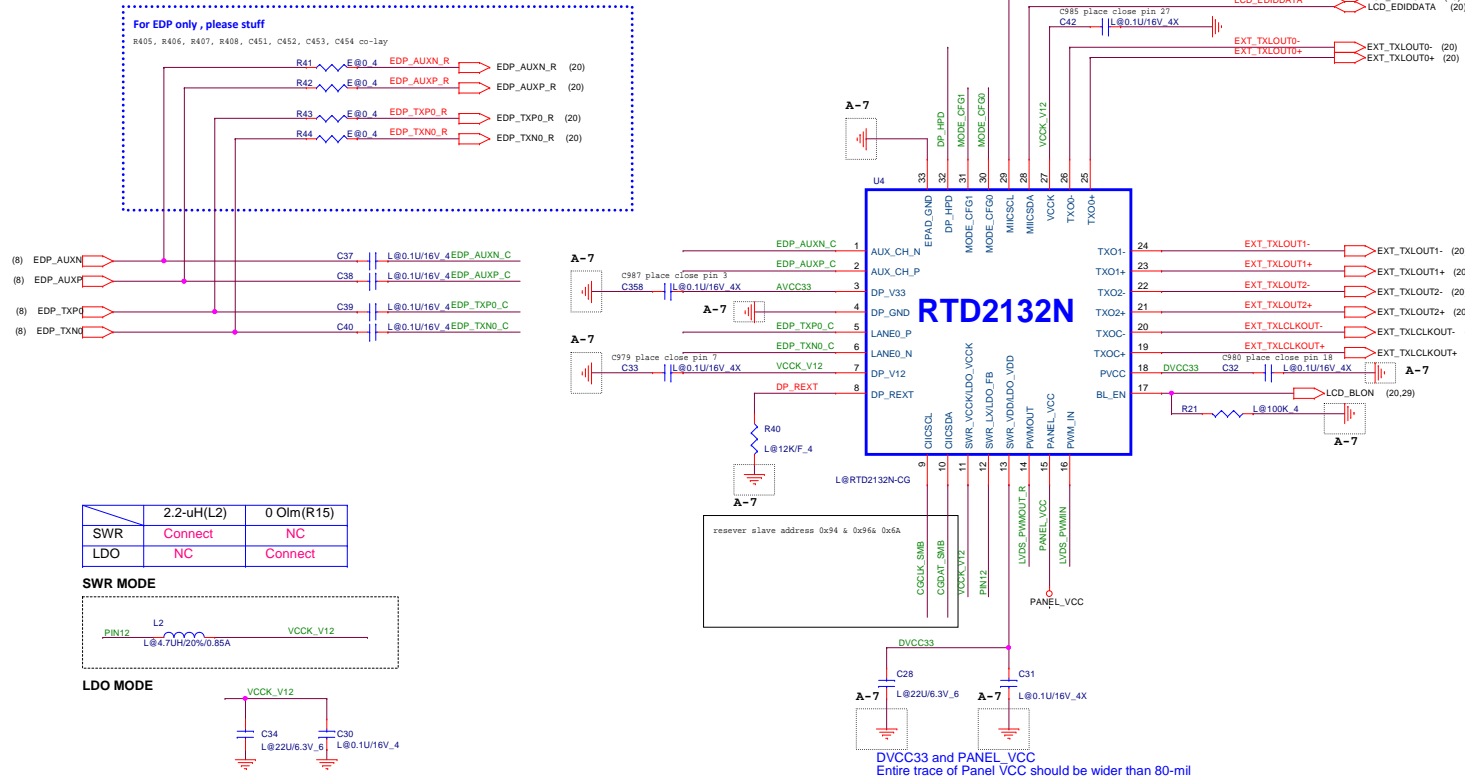 For EDP only , please stuff
R405, R406, R407, R408, C451, C452, C453, C454 co-lay
R41 E@0_4 EDP_AUXN_R EDP_AUXN_R (20)
R42 E@0_4 EDP_AUXP_R EDP_AUXP_R (20)
R43 E@0_4 EDP_TXP0_R EDP_TXP0_R (20)
R44 E@0_4 EDP_TXN0_R EDP_TXN0_R (20)
(8) EDP_AUXN C37 L@0.1U/16V_4 EDP_AUXN_C
(8) EDP_AUXP C38 L@0.1U/16V_4 EDP_AUXP_C
(8) EDP_TXP0 C39 L@0.1U/16V_4 EDP_TXP0_C
(8) EDP_TXN0 C40 L@0.1U/16V_4 EDP_TXN0_C
LCD_EDIDDATA LCD_EDIDDATA (20)
C985 place close pin 27
C42 L@0.1U/16V_4X
EXT_TXLOUT0- EXT_TXLOUT0- (20)
EXT_TXLOUT0+ EXT_TXLOUT0+ (20)
A-7
DP_HPD
MODE_CFG1
MODE_CFG0
VCCK_V12
U4
33 32 31 30 29 28 27 26 25
EPAD_GND
DP_HPD
MODE_CFG1
MODE_CFG0
MIICSCL
MIICSDA
VCCK
TXO0-
TXO0+
RTD2132N
EDP_AUXN_C 1 AUX_CH_N
EDP_AUXP_C 2 AUX_CH_P
A-7
C987 place close pin 3
C358 L@0.1U/16V_4X AVCC33 3 DP_V33
A-7 4 DP_GND
EDP_TXP0_C 5 LANE0_P
EDP_TXN0_C 6 LANE0_N
A-7
C979 place close pin 7
C33 L@0.1U/16V_4X VCCK_V12 7 DP_V12
DP_REXT 8 DP_REXT
R40
L@12K/F_4
A-7
TXO1- 24 EXT_TXLOUT1- EXT_TXLOUT1- (20
TXO1+ 23 EXT_TXLOUT1+ EXT_TXLOUT1+ (20
TXO2- 22 EXT_TXLOUT2- EXT_TXLOUT2- (20
TXO2+ 21 EXT_TXLOUT2+ EXT_TXLOUT2+ (20
TXOC- 20 EXT_TXLCLKOUT- EXT_TXLCLKOUT-
TXOC+ 19 EXT_TXLCLKOUT+ EXT_TXLCLKOUT+
C980 place close pin 18
PVCC 18 DVCC33 C32 L@0.1U/16V_4X A-7
BL_EN 17 LCD_BLON (20,29)
R21 L@100K_4
A-7
CIICSCL
CIICSDA
SWR_VCCK/LDO_VCCK
SWR_LX/LDO_FB
SWR_VDD/LDO_VDD
PWMOUT
PANEL_VCC
PWM_IN
9 10 11 12 13 14 15 16
L@RTD2132N-CG
resever slave address 0x94 & 0x96& 0x6A
CGCLK_SMB
CGDAT_SMB
VCCK_V12
PIN12
LVDS_PWMOUT_R
PANEL_VCC
LVDS_PWMIN
PANEL_VCC
DVCC33
C28
L@22U/6.3V_6
A-7
C31
L@0.1U/16V_4X
A-7
DVCC33 and PANEL_VCC
Entire trace of Panel VCC should be wider than 80-mil
2.2-uH(L2) 0 Olm(R15)
SWR Connect NC
LDO NC Connect
SWR MODE
PIN12 L2 VCCK_V12
L@4.7UH/20%/0.85A
LDO MODE
VCCK_V12
C34
L@22U/6.3V_6
C30
L@0.1U/16V_4